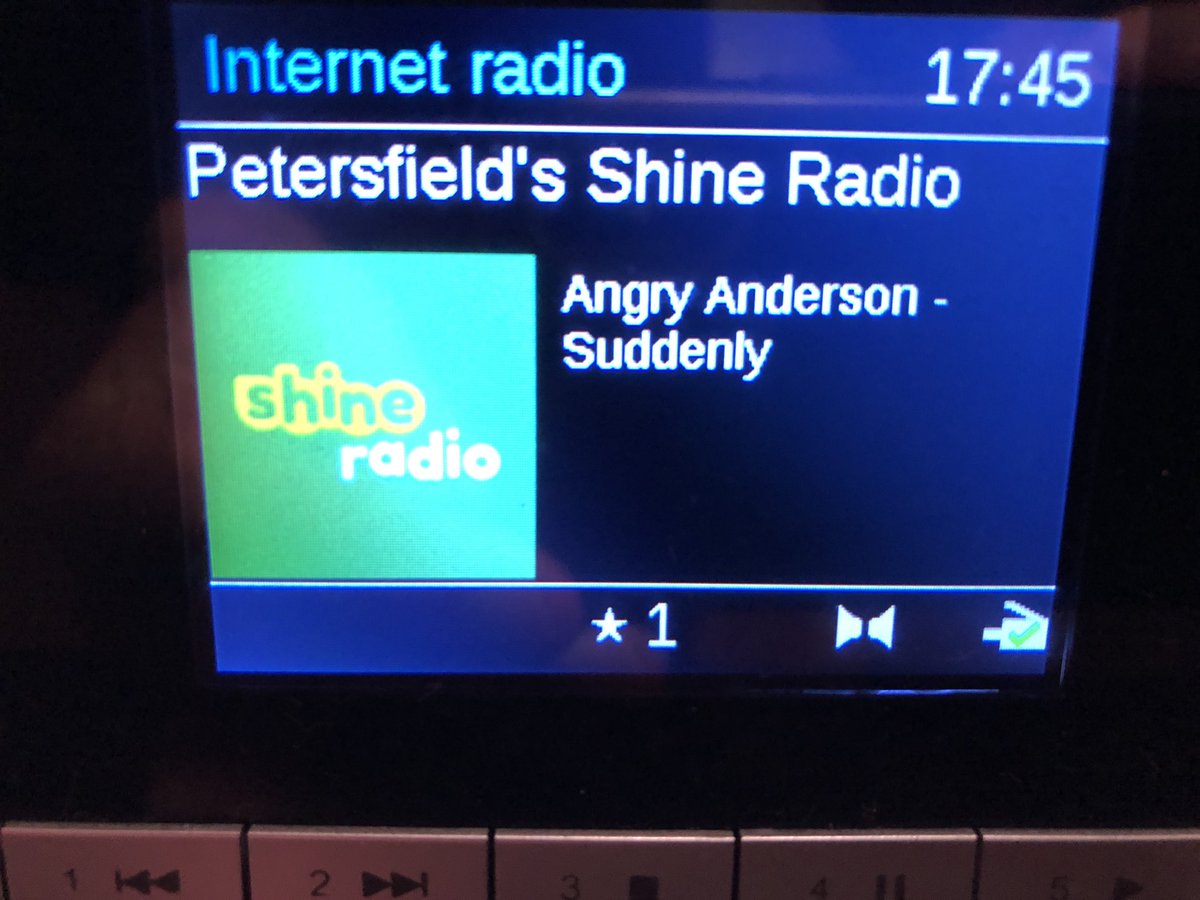 Internet radio 17:45
Petersfield's Shine Radio
shine
radio
Angry Anderson -
Suddenly
1
1 2 3 4 5